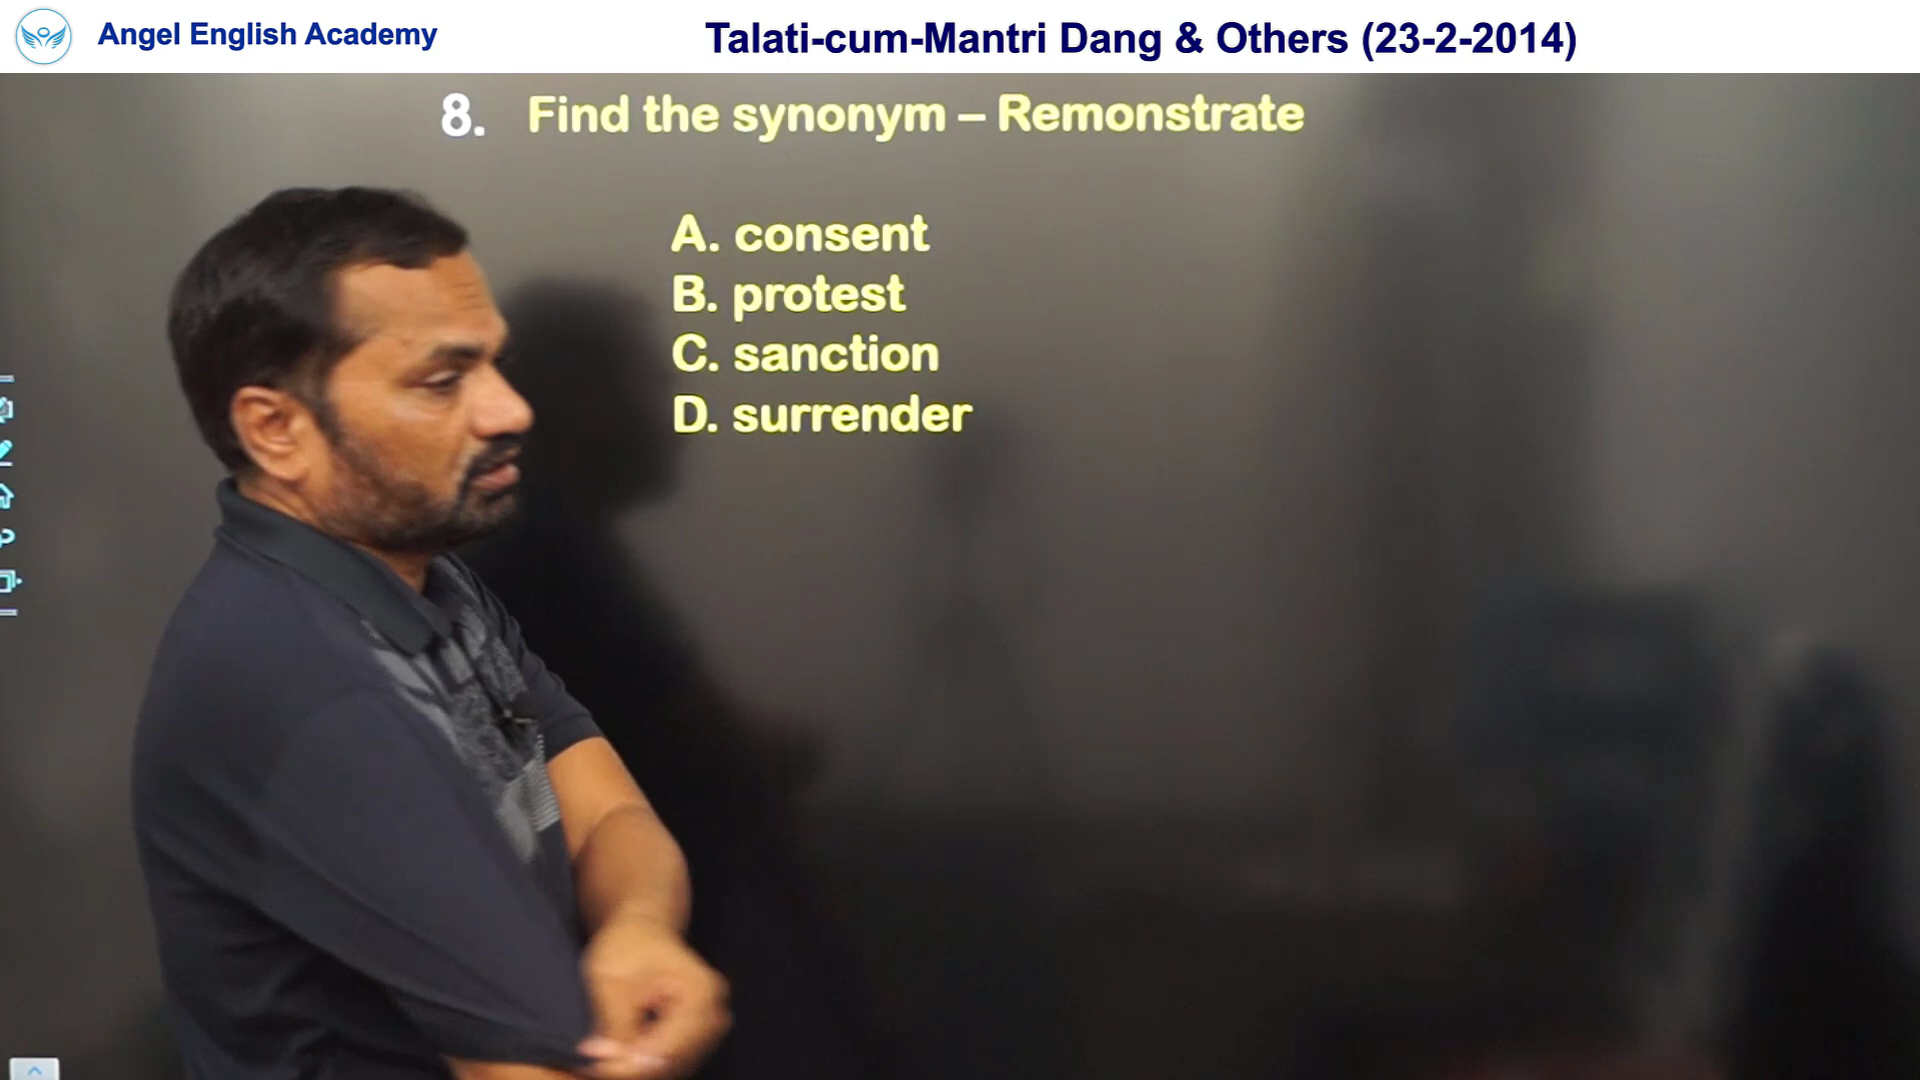 Angel English Academy
Talati-cum-Mantri Dang & Others (23-2-2014)
8. Find the synonym – Remonstrate
A. consent
B. protest
C. sanction
D. surrender